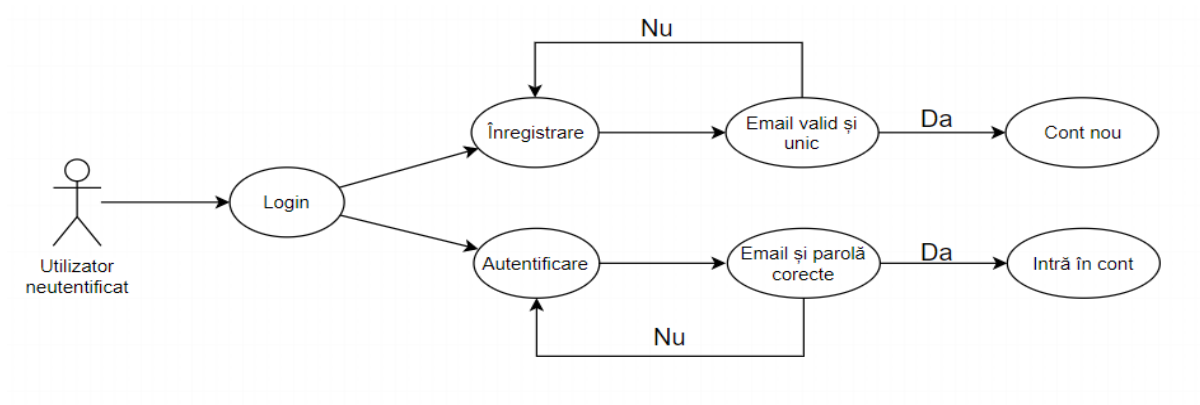 Nu
Înregistrare
Email valid și
unic
Da
Cont nou
Login
Utilizator
neutentificat
Autentificare
Email și parolă
corecte
Da
Intră în cont
Nu